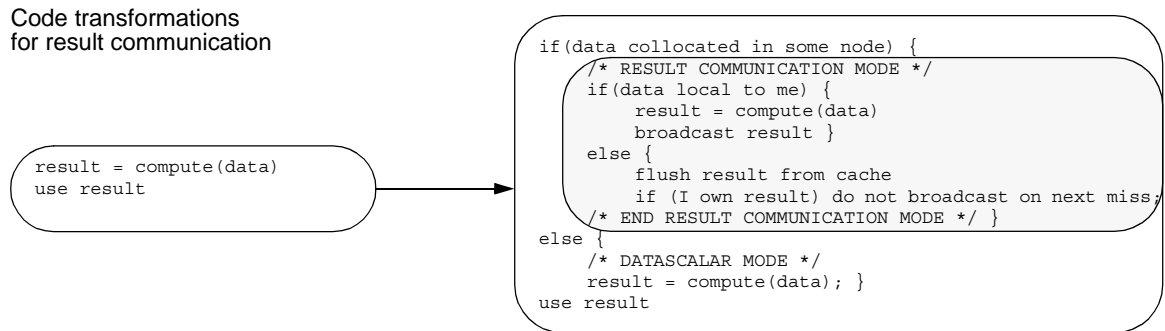 Code transformations
for result communication
result = compute(data)
use result
if(data collocated in some node) {
/* RESULT COMMUNICATION MODE */
if(data local to me) {
result = compute(data)
broadcast result }
else {
flush result from cache
if (I own result) do not broadcast on next miss;
/* END RESULT COMMUNICATION MODE */ }
else {
/* DATASCALAR MODE */
result = compute(data); }
use result